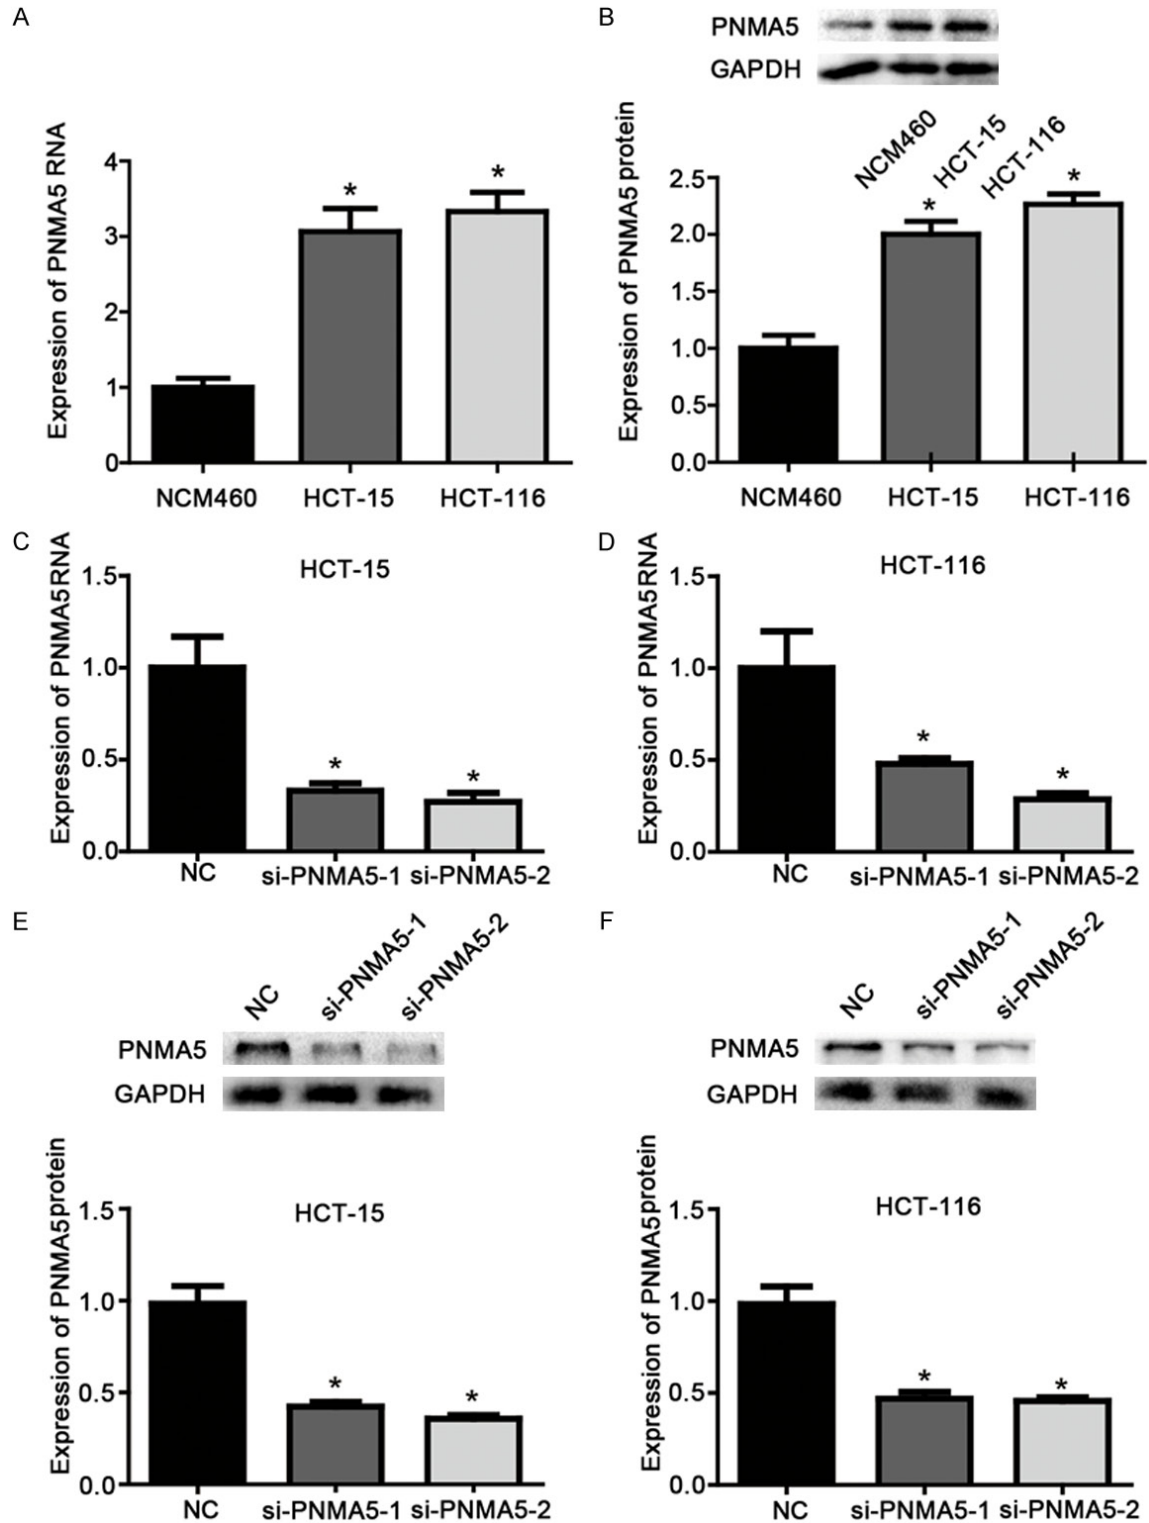 A
Expression of PNMA5 RNA
4
3
2
1
0
*
*
NCM460
HCT-15
HCT-116
B
PNMA5
GAPDH
NCM460
HCT-15
HCT-116
Expression of PNMA5 protein
2.5
2.0
1.5
1.0
0.5
0.0
*
*
NCM460
HCT-15
HCT-116
C
HCT-15
Expression of PNMA5RNA
1.5
1.0
0.5
0.0
*
*
NC
si-PNMA5-1
si-PNMA5-2
D
HCT-116
Expression of PNMA5RNA
1.5
1.0
0.5
0.0
*
*
NC
si-PNMA5-1
si-PNMA5-2
E
NC
si-PNMA5-1
si-PNMA5-2
PNMA5
GAPDH
HCT-15
Expression of PNMA5protein
1.5
1.0
0.5
0.0
*
*
NC
si-PNMA5-1
si-PNMA5-2
F
NC
si-PNMA5-1
si-PNMA5-2
PNMA5
GAPDH
HCT-116
Expression of PNMA5protein
1.5
1.0
0.5
0.0
*
*
NC
si-PNMA5-1
si-PNMA5-2